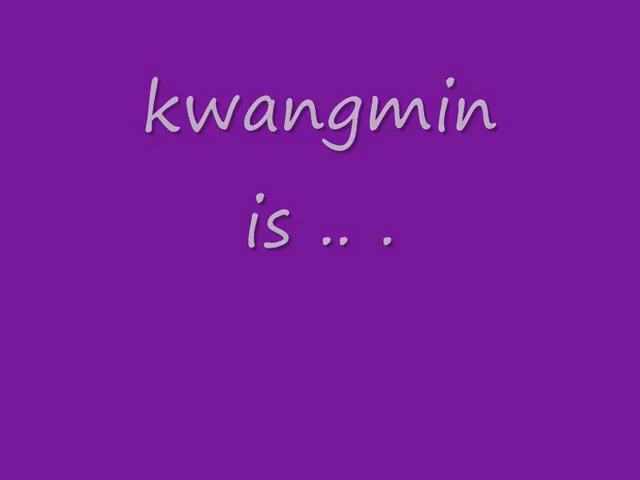 kwangmin
is .. .